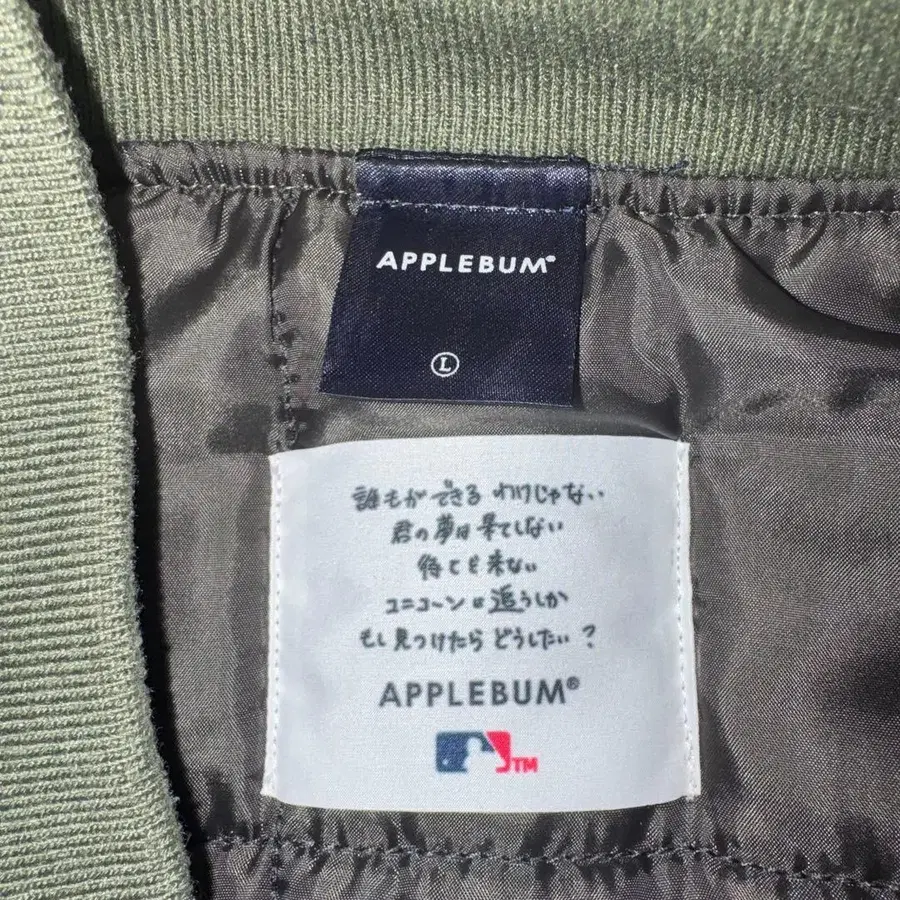 APPLEBUM®
L
誰もができるわけじゃない
君の夢は果てしない
待ても来ない
ユニコーンは追うしか
もし見つけたら どうしたい?
APPLEBUM®
TM